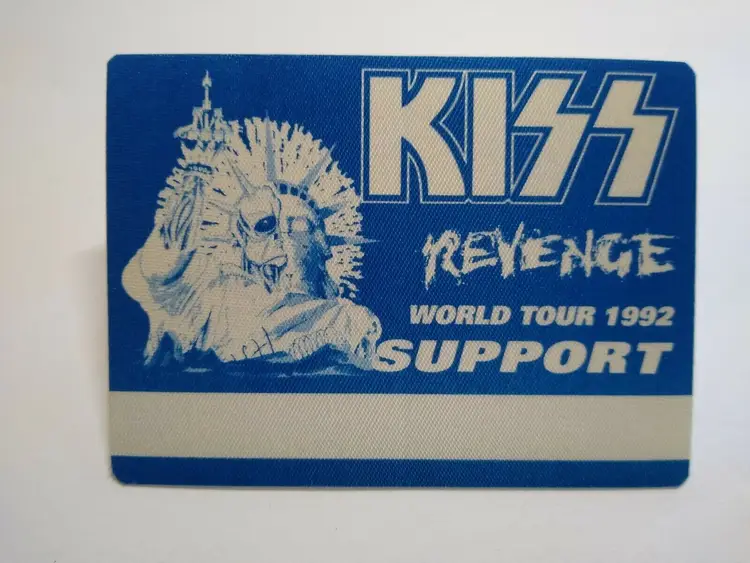 KISS
REVENGE
WORLD TOUR 1992
SUPPORT